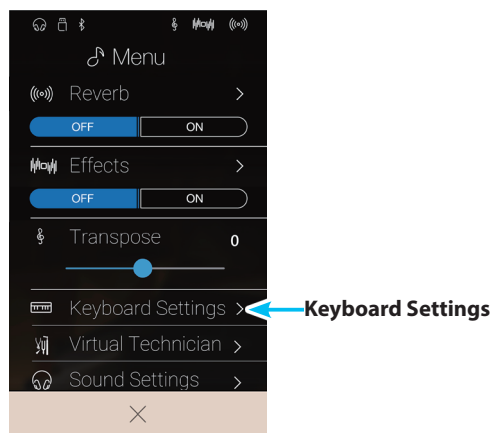 Menu
Reverb
OFF ON
Effects
OFF ON
Transpose 0
Keyboard Settings
Keyboard Settings
Virtual Technician
Sound Settings